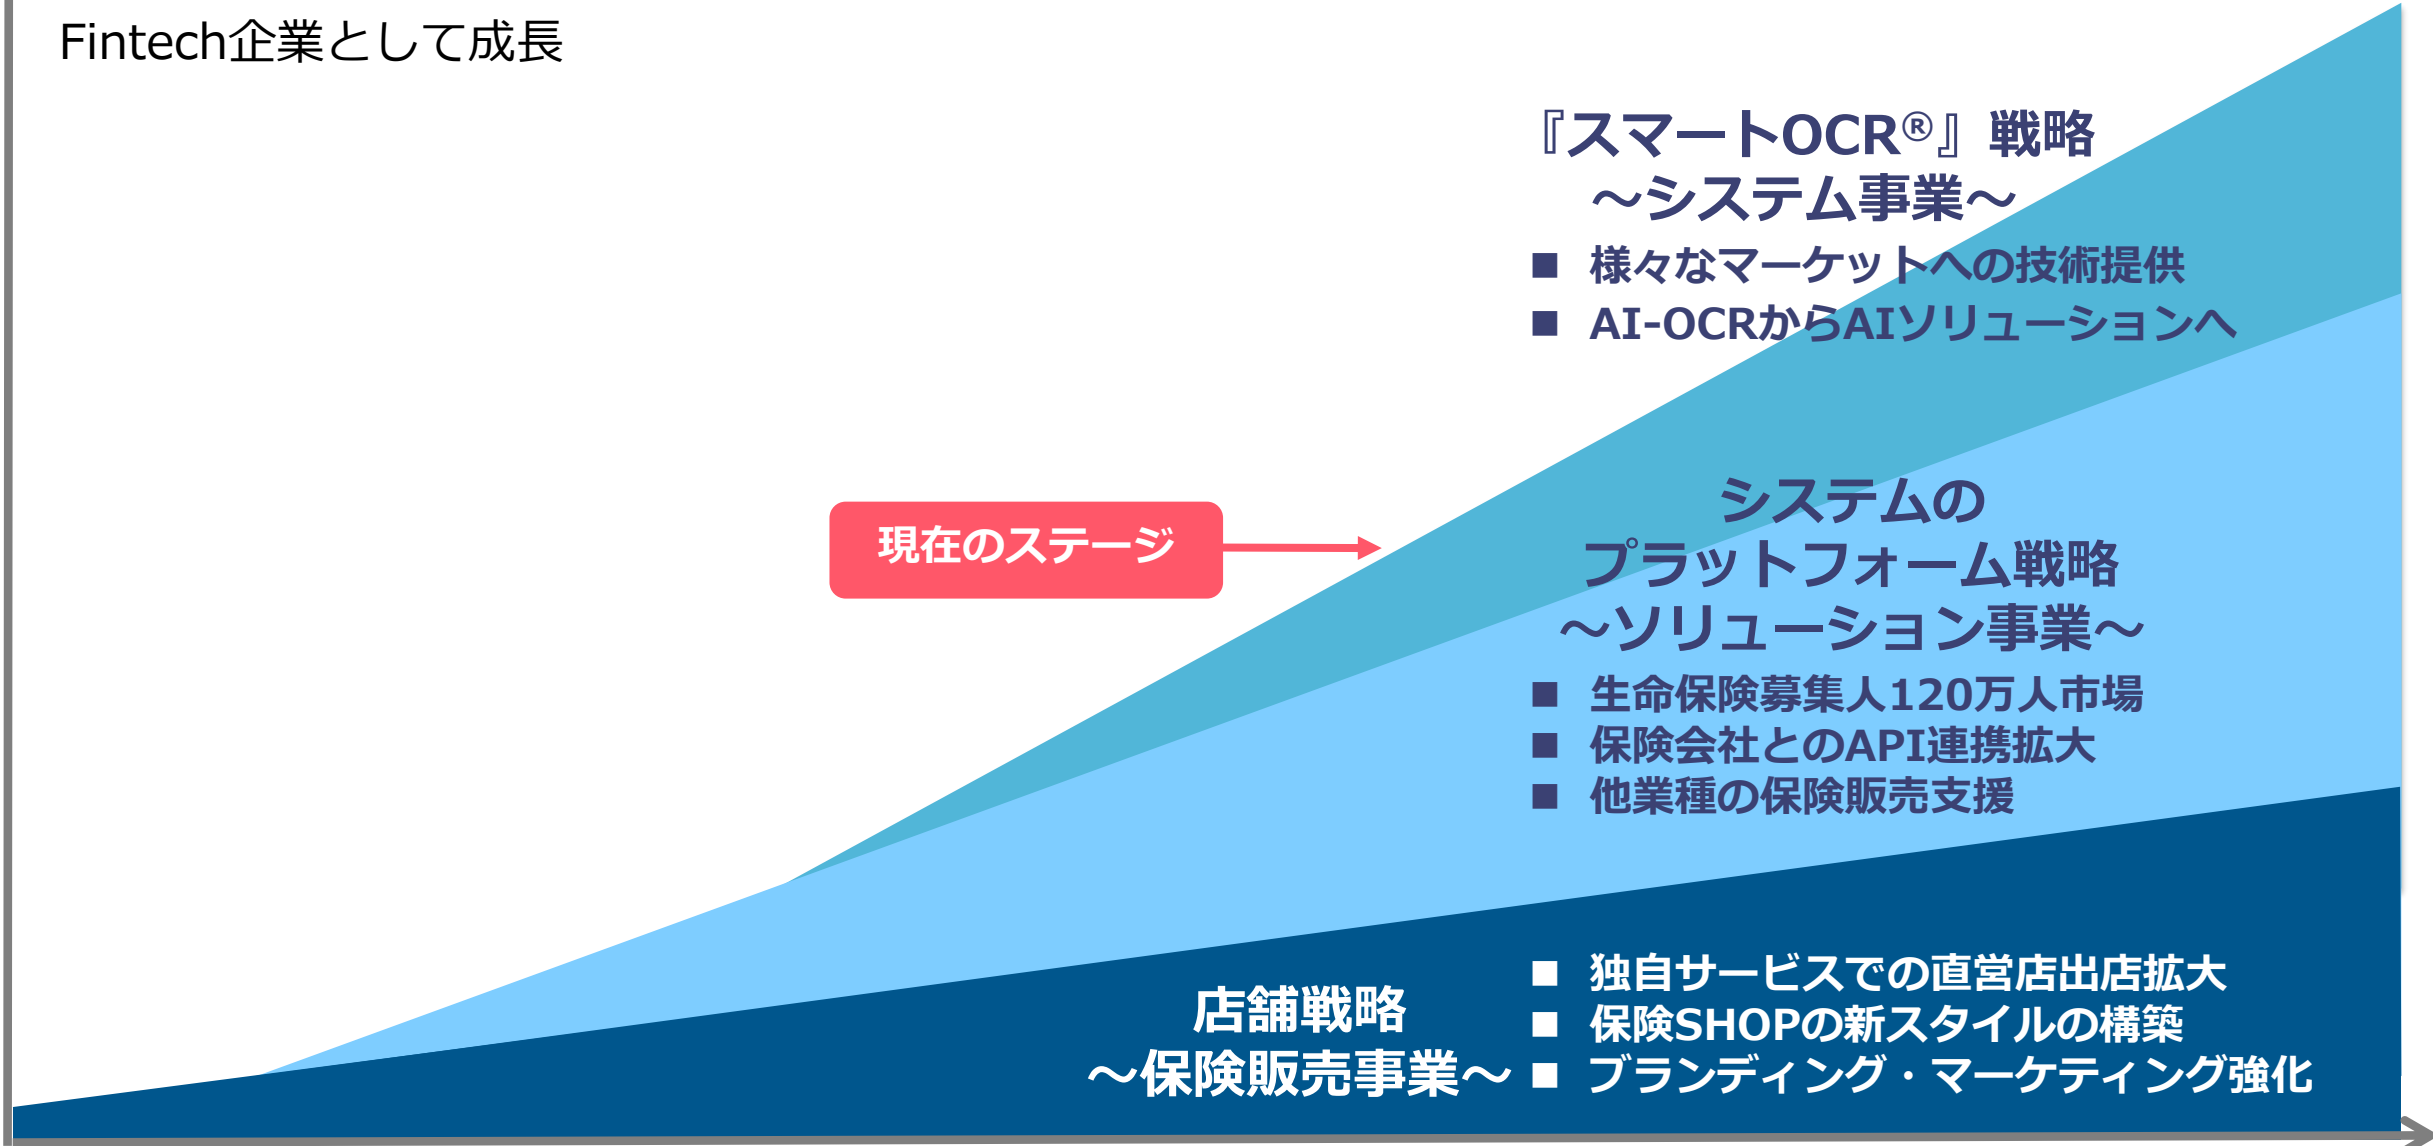 Fintech企業として成長
『スマートOCR®』戦略
～システム事業～
■ 様々なマーケットへの技術提供
■ AI-OCRからAIソリューションへ
現在のステージ
システムの
プラットフォーム戦略
～ソリューション事業～
■ 生命保険募集人120万人市場
■ 保険会社とのAPI連携拡大
■ 他業種の保険販売支援
店舗戦略
～保険販売事業～
■ 独自サービスでの直営店出店拡大
■ 保険SHOPの新スタイルの構築
■ ブランディング・マーケティング強化